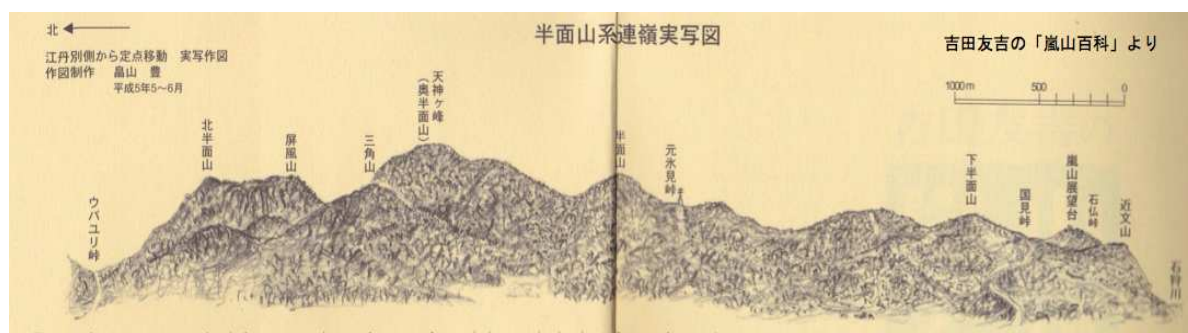 北
半面山系連嶺実写図
吉田友吉の「嵐山百科」より
江丹別側から定点移動 実写作図
作図制作 畠山 豊
平成5年5～6月
1000m 500 0
ウバユリ峠
北半面山
屏風山
三角山
天神ヶ峰
(奥半面山)
半面山
元氷見峠
下半面山
国見峠
嵐山展望台
石仏峠
近文山
石狩川